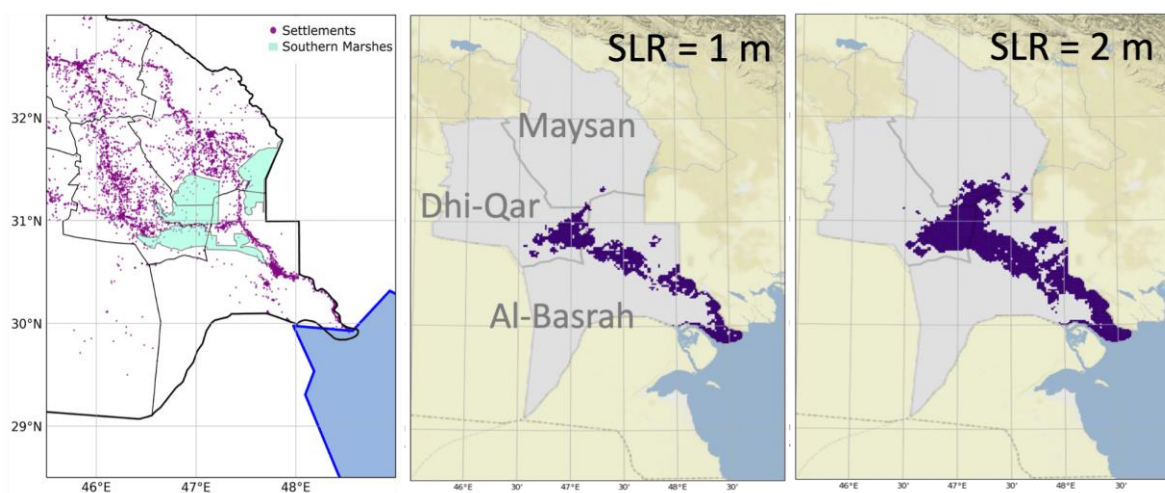 Settlements
Southern Marshes
32°N
31°N
30°N
29°N
46°E
47°E
48°E
SLR = 1 m
Maysan
Dhi-Qar
Al-Basrah
46°E
30'
47°E
30'
48°E
30'
SLR = 2 m
46°E
30'
47°E
30'
48°E
30'